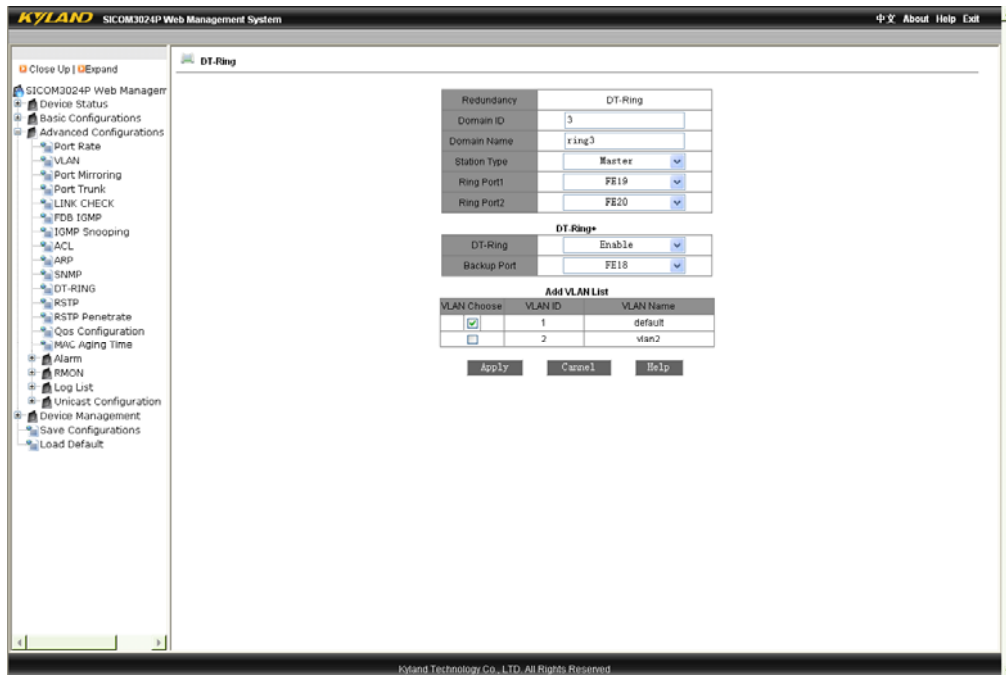 KYLAND SICOM3024P Web Management System 中文 About Help Exit
Close Up | Expand
SICOM3024P Web Managem
Device Status
Basic Configurations
Advanced Configurations
Port Rate
VLAN
Port Mirroring
Port Trunk
LINK CHECK
FDB IGMP
IGMP Snooping
ACL
ARP
SNMP
DT-RING
RSTP
RSTP Penetrate
Qos Configuration
MAC Aging Time
Alarm
RMON
Log List
Unicast Configuration
Device Management
Save Configurations
Load Default
DT-Ring
Redundancy DT-Ring
Domain ID 3
Domain Name ring3
Station Type Master
Ring Port1 FE19
Ring Port2 FE20
DT-Ring+
DT-Ring Enable
Backup Port FE18
Add VLAN List
VLAN Choose VLAN ID VLAN Name
1 default
2 vlan2
Apply Cannel Help
Kyland Technology Co., LTD. All Rights Reserved